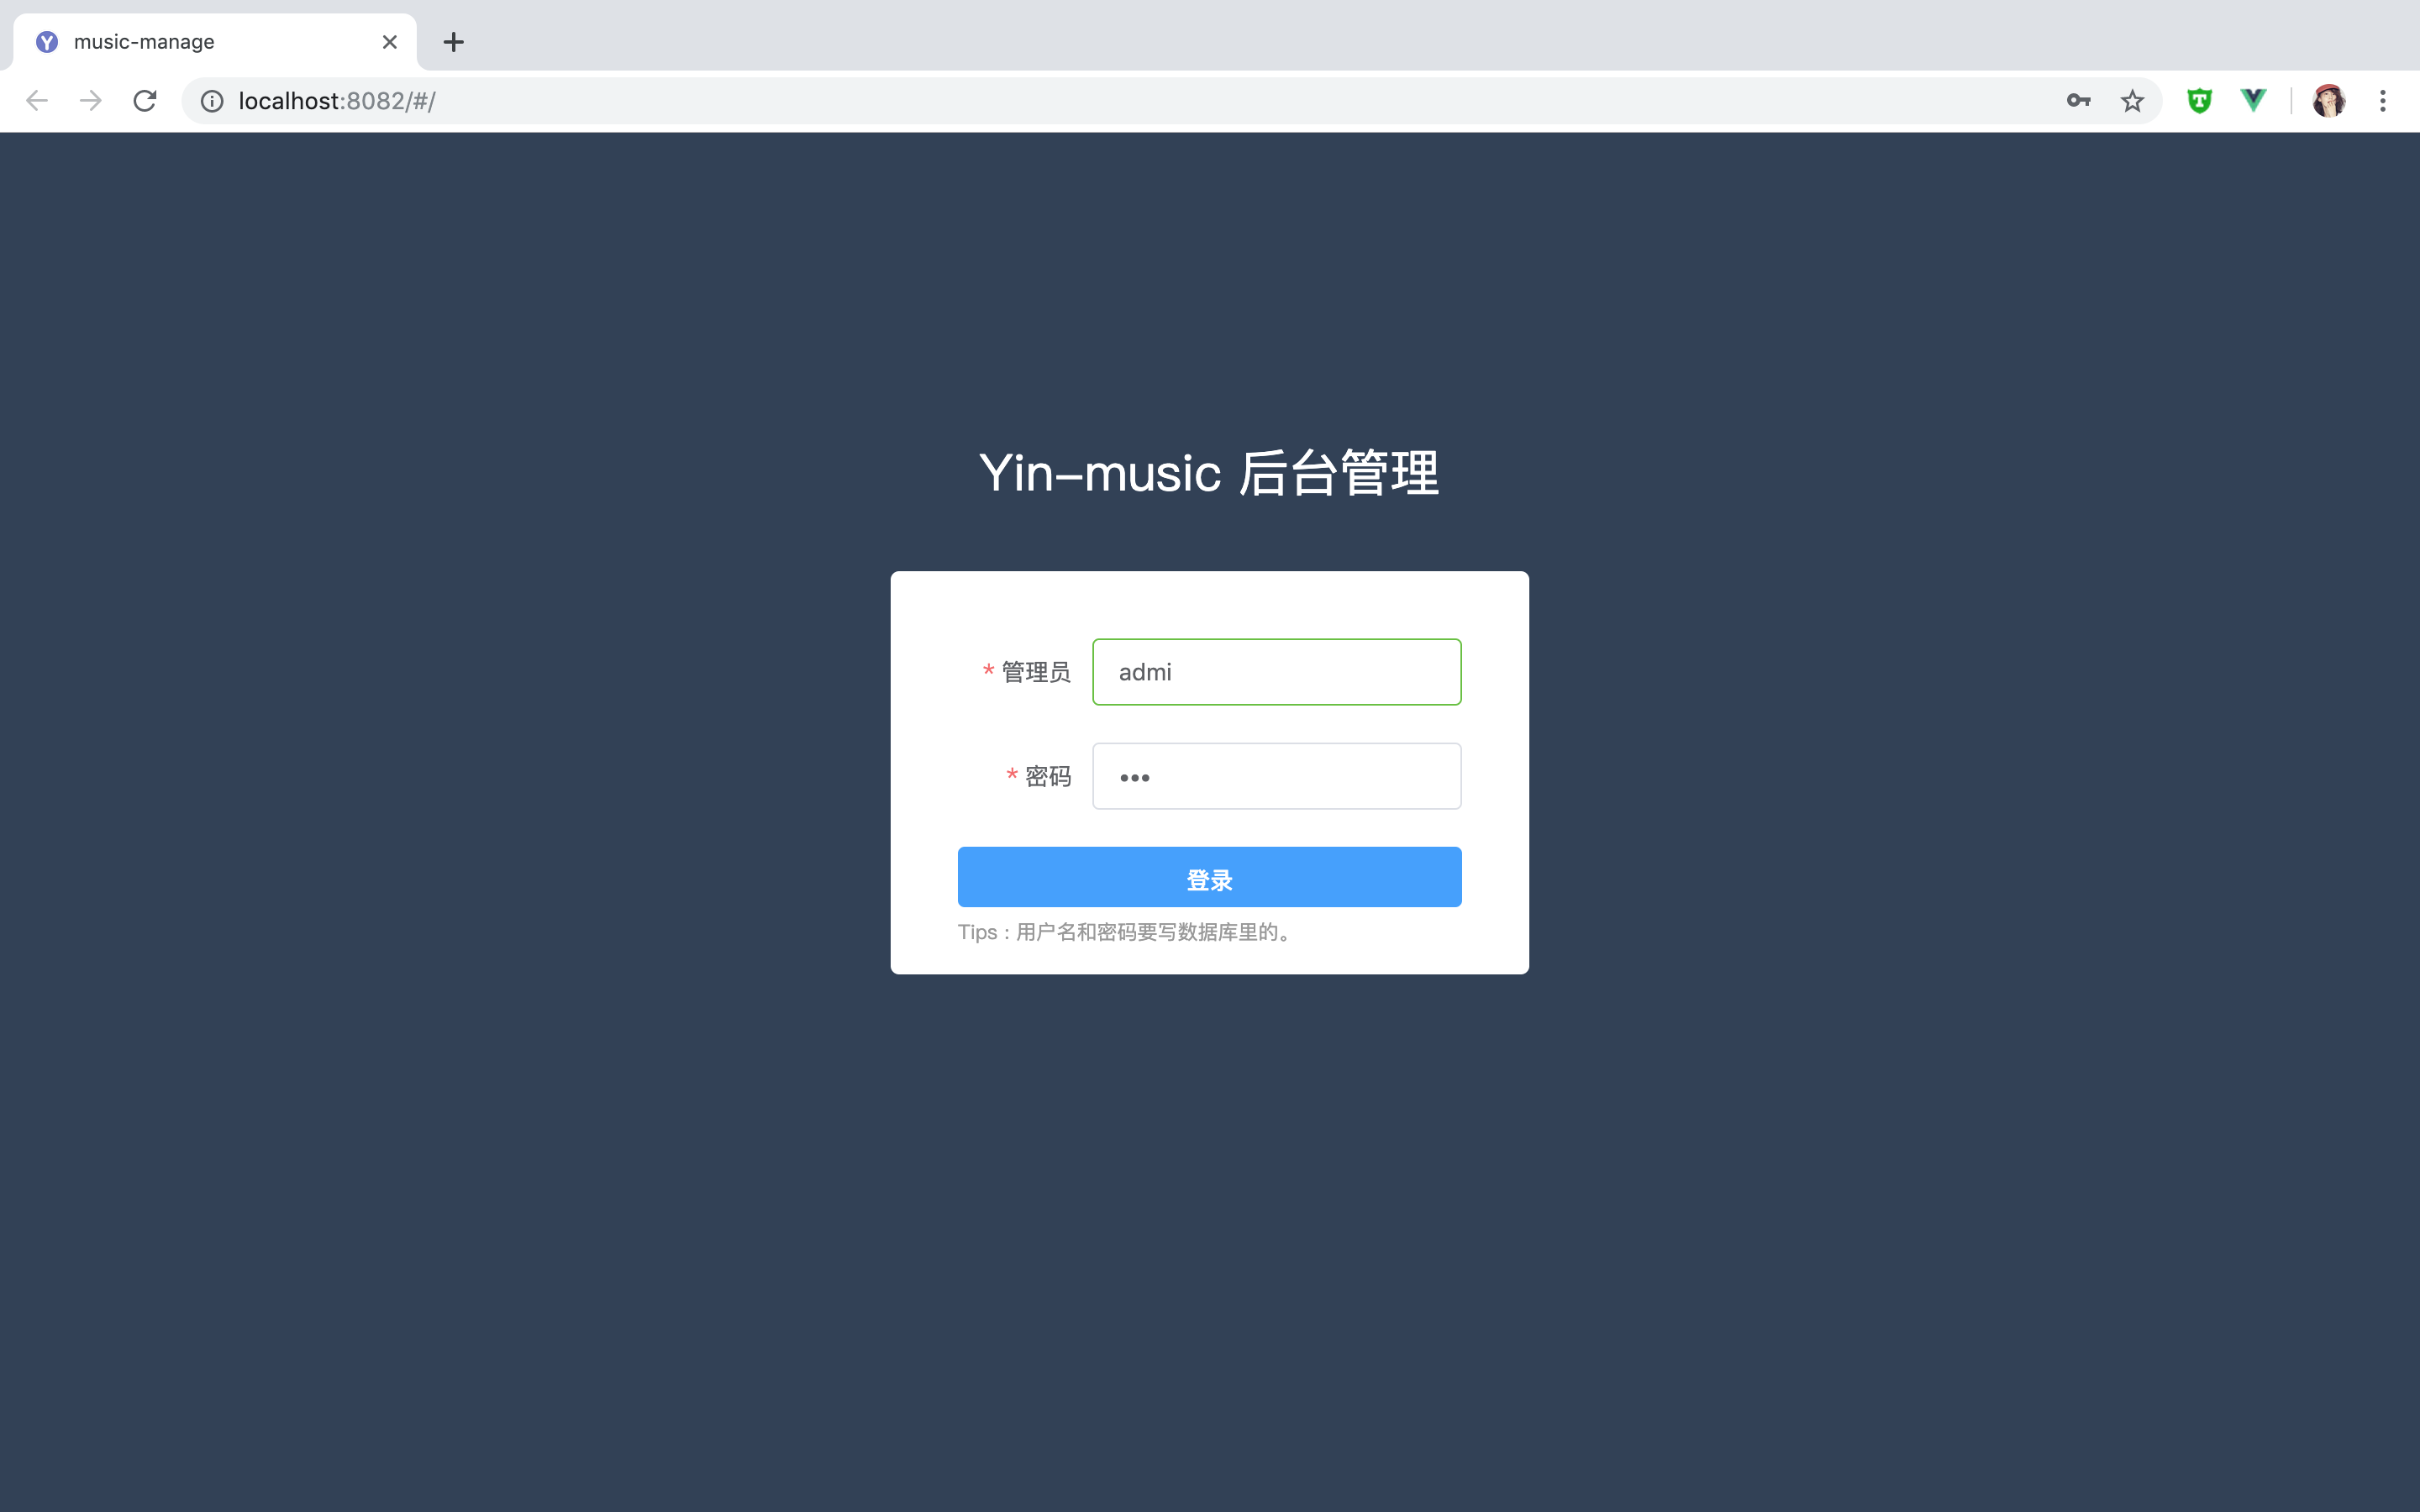 music-manage
localhost:8082/#/
Yin-music 后台管理
* 管理员 admi
* 密码 •••
登录
Tips : 用户名和密码要写数据库里的。